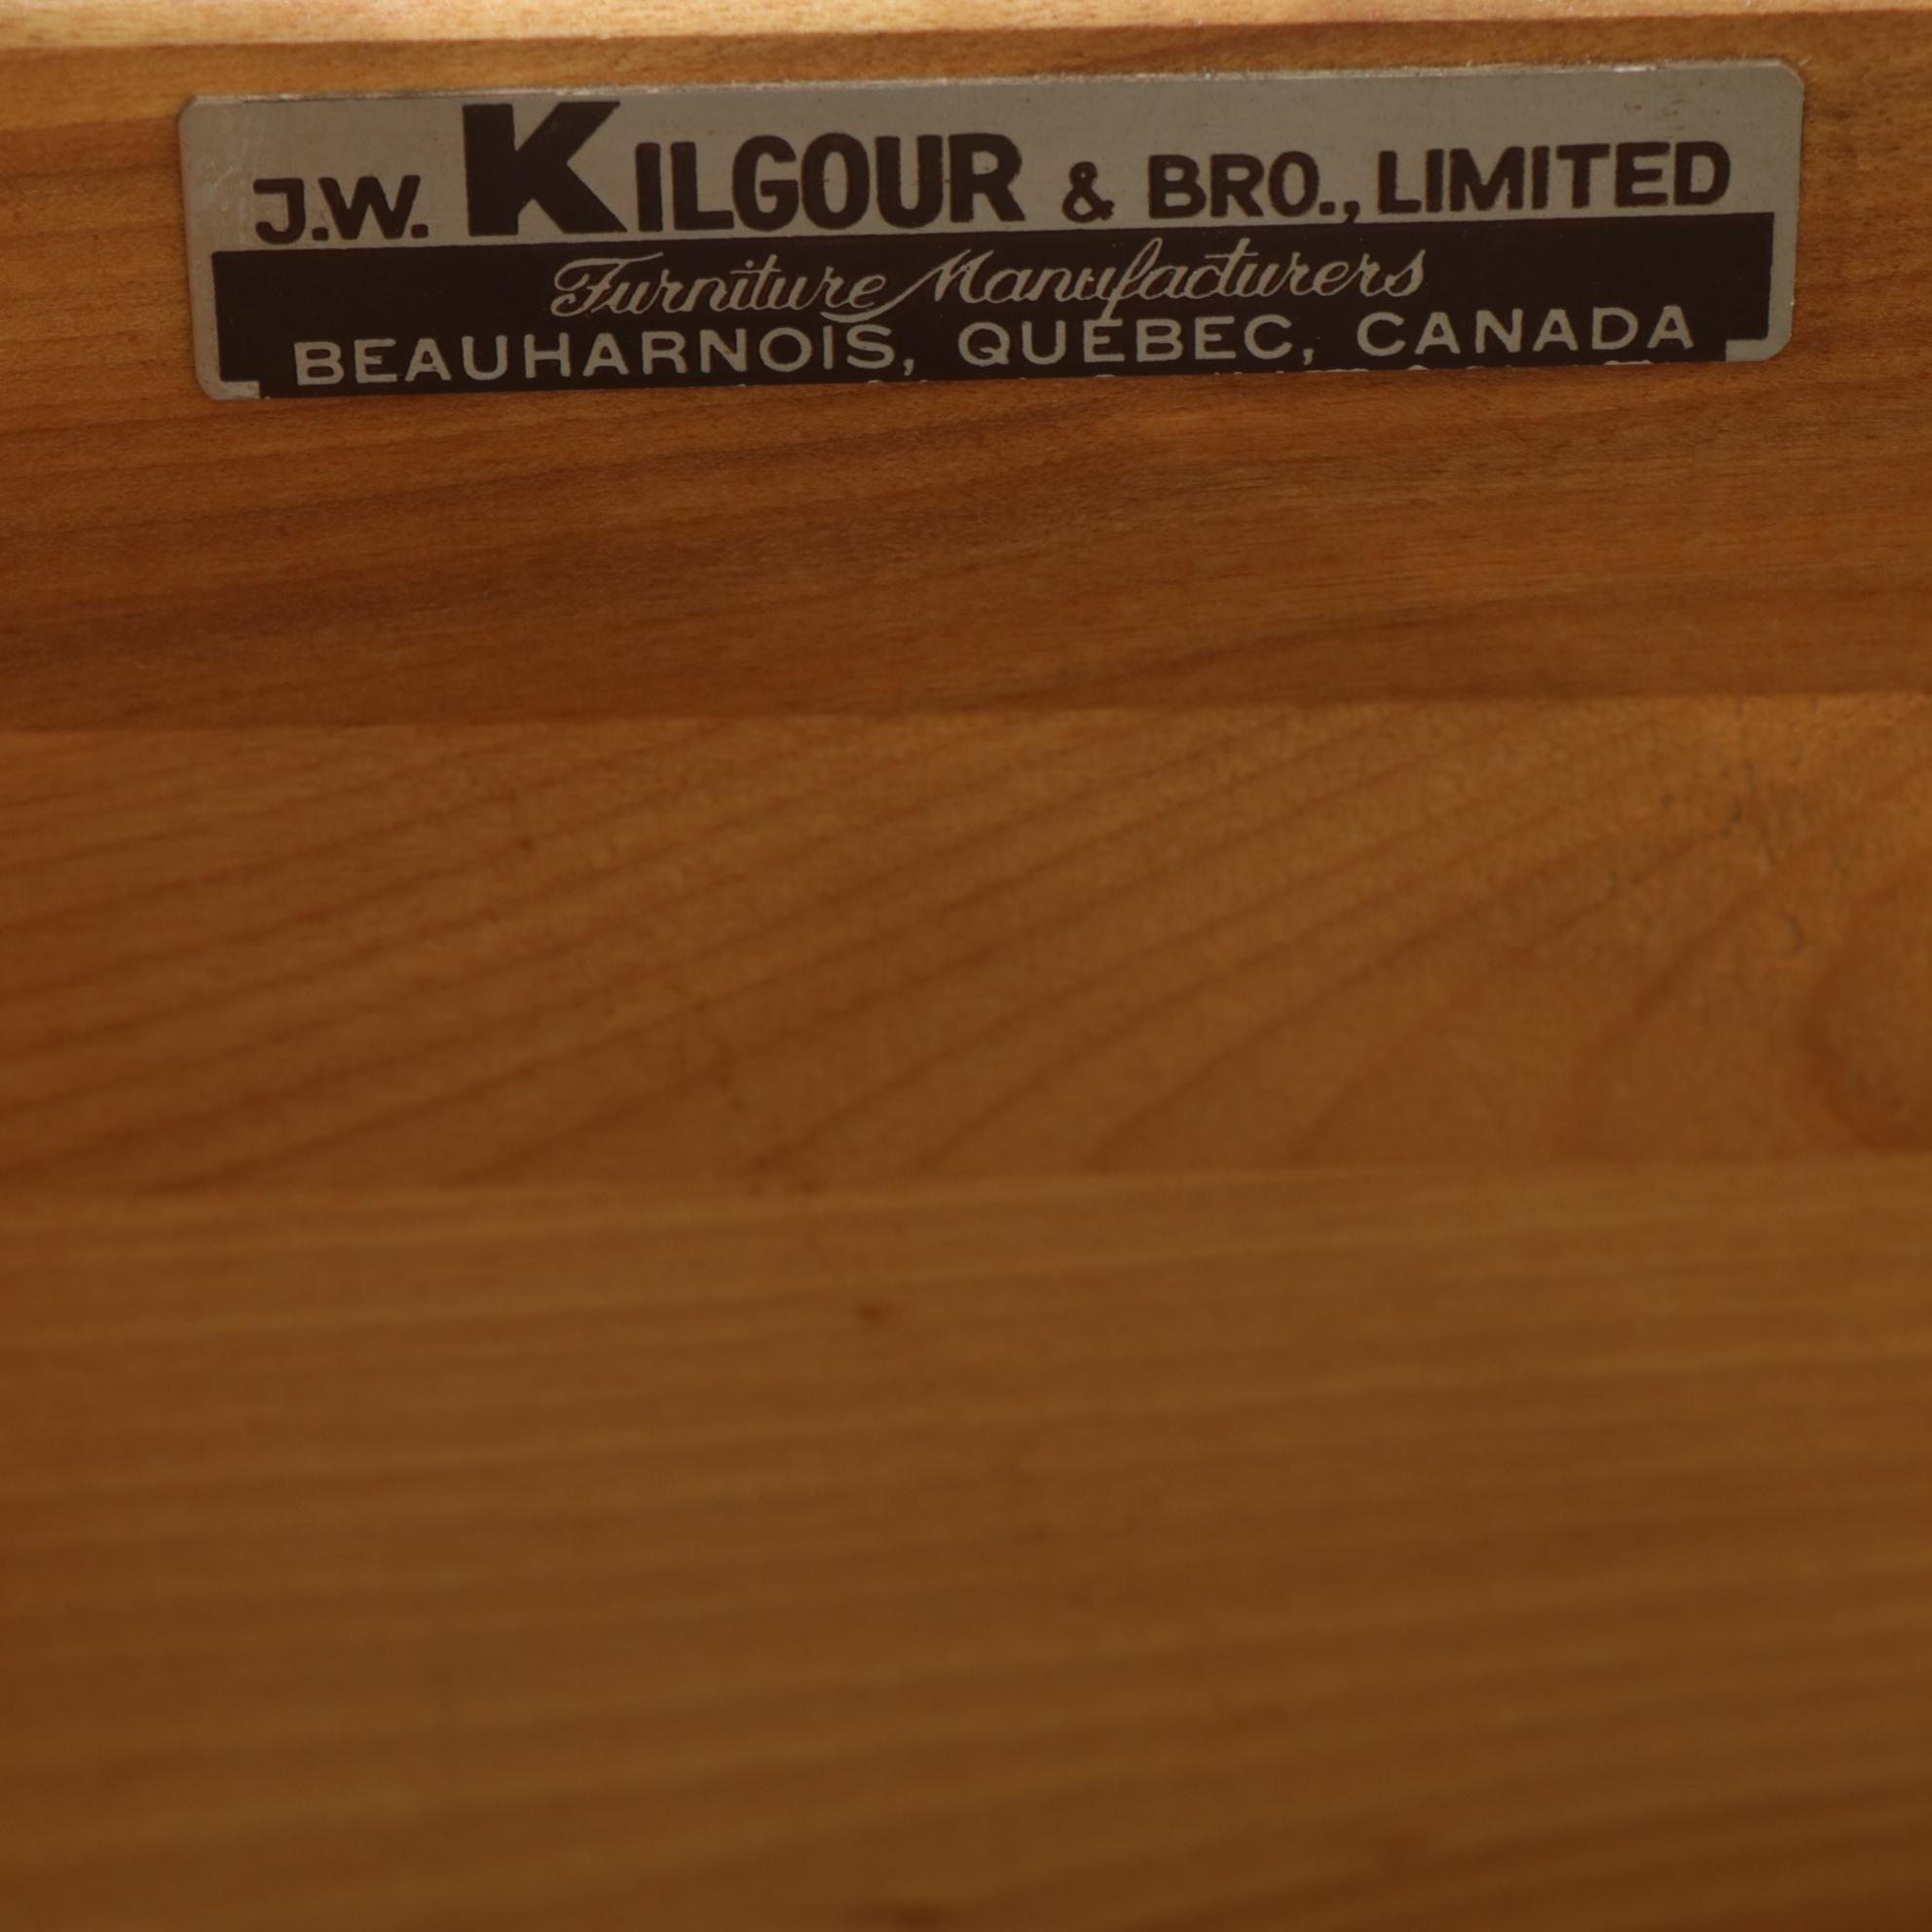 J.W. KILGOUR & BRO., LIMITED
Furniture Manufacturers
BEAUHARNOIS, QUEBEC, CANADA